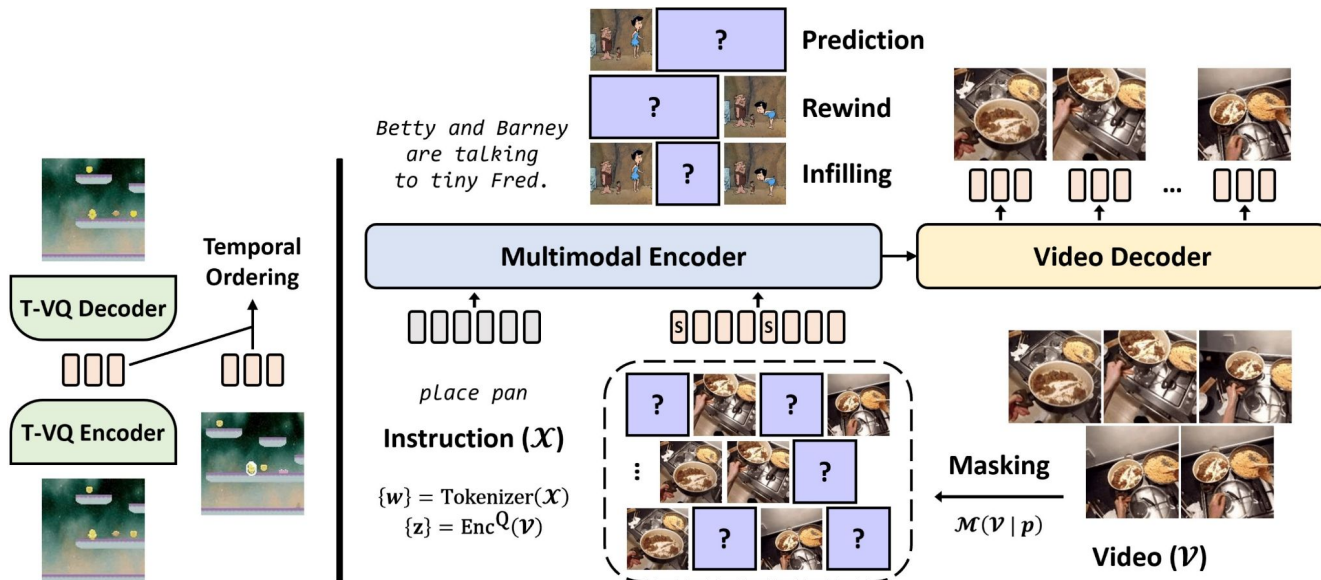 T-VQ Decoder
Temporal
Ordering
T-VQ Encoder
Betty and Barney
are talking
to tiny Fred.
?
Prediction
?
Rewind
?
Infilling
Multimodal Encoder
Video Decoder
...
S
S
place pan
Instruction (𝒳)
{w} = Tokenizer(𝒳)
{z} = Enc^Q(𝒱)
?
?
⋮
?
?
?
Masking
ℳ(𝒱 | p)
Video (𝒱)